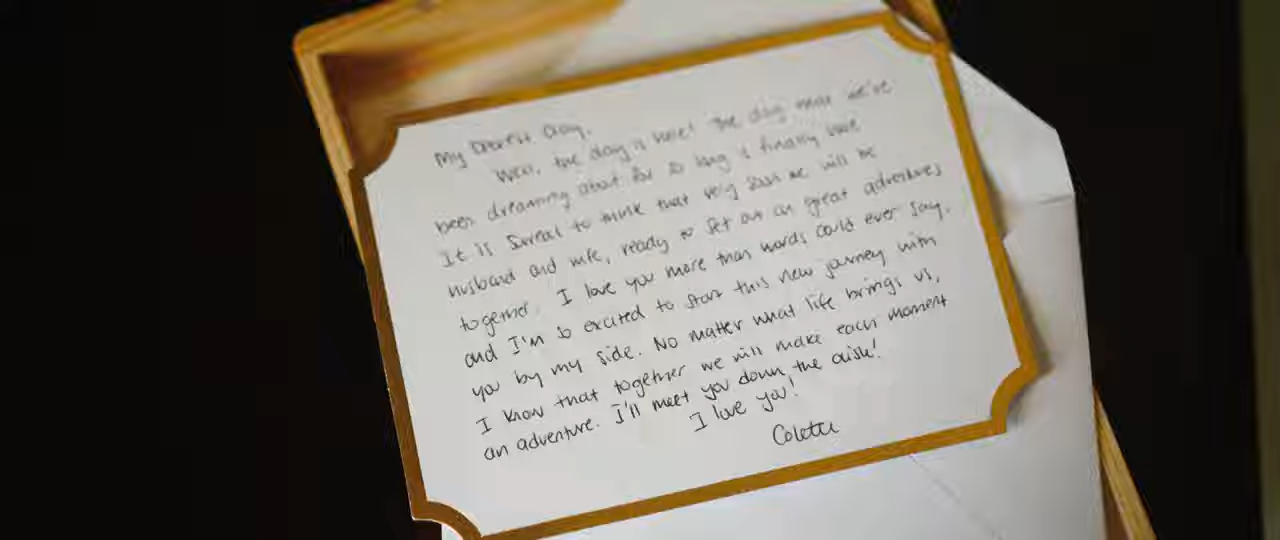 My Dearest Clay,
Well, the day is here! The day that we've
been dreaming about for so long is finally here
It is surreal to think that very soon we will be
husband and wife, ready to set out on great adventures
together. I love you more than words could ever say,
and I'm so excited to start this new journey with
you by my side. No matter what life brings us,
I know that together we will make each moment
an adventure. I'll meet you down the aisle!
I love you!
Colette